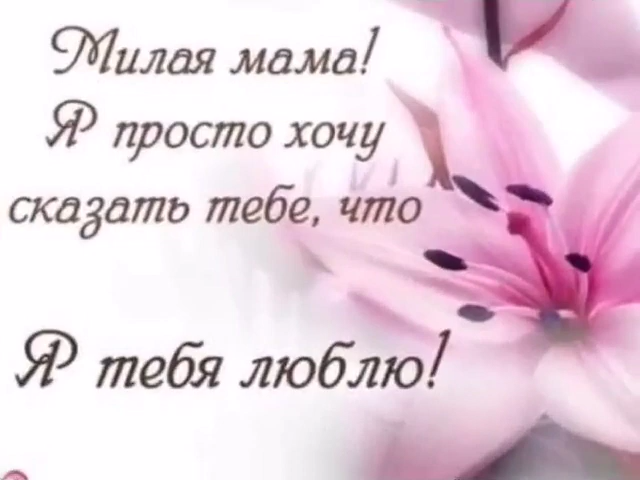 Милая мама!
Я просто хочу
сказать тебе, что
Я тебя люблю!